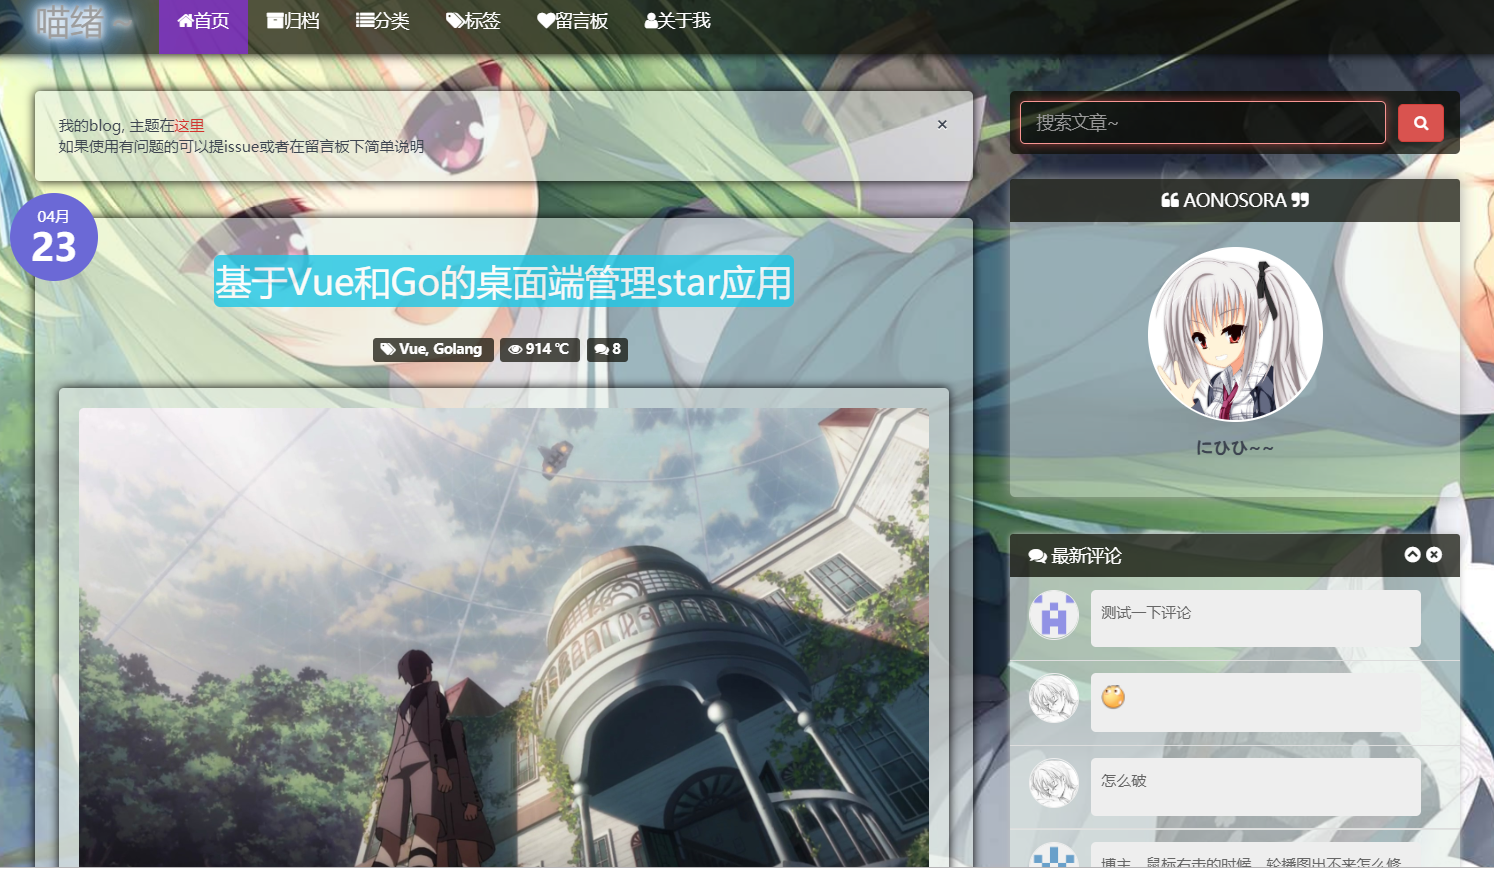 喵绪 ~
首页
归档
分类
标签
留言板
关于我
我的blog, 主题在这里
×
如果使用有问题的可以提issue或者在留言板下简单说明
04月
23
基于Vue和Go的桌面端管理star应用
Vue, Golang
914 ℃
8
搜索文章~
AONOSORA
にひひ~~
最新评论
测试一下评论
怎么破
博主，鼠标右击的时候，轮播图出不来怎么修